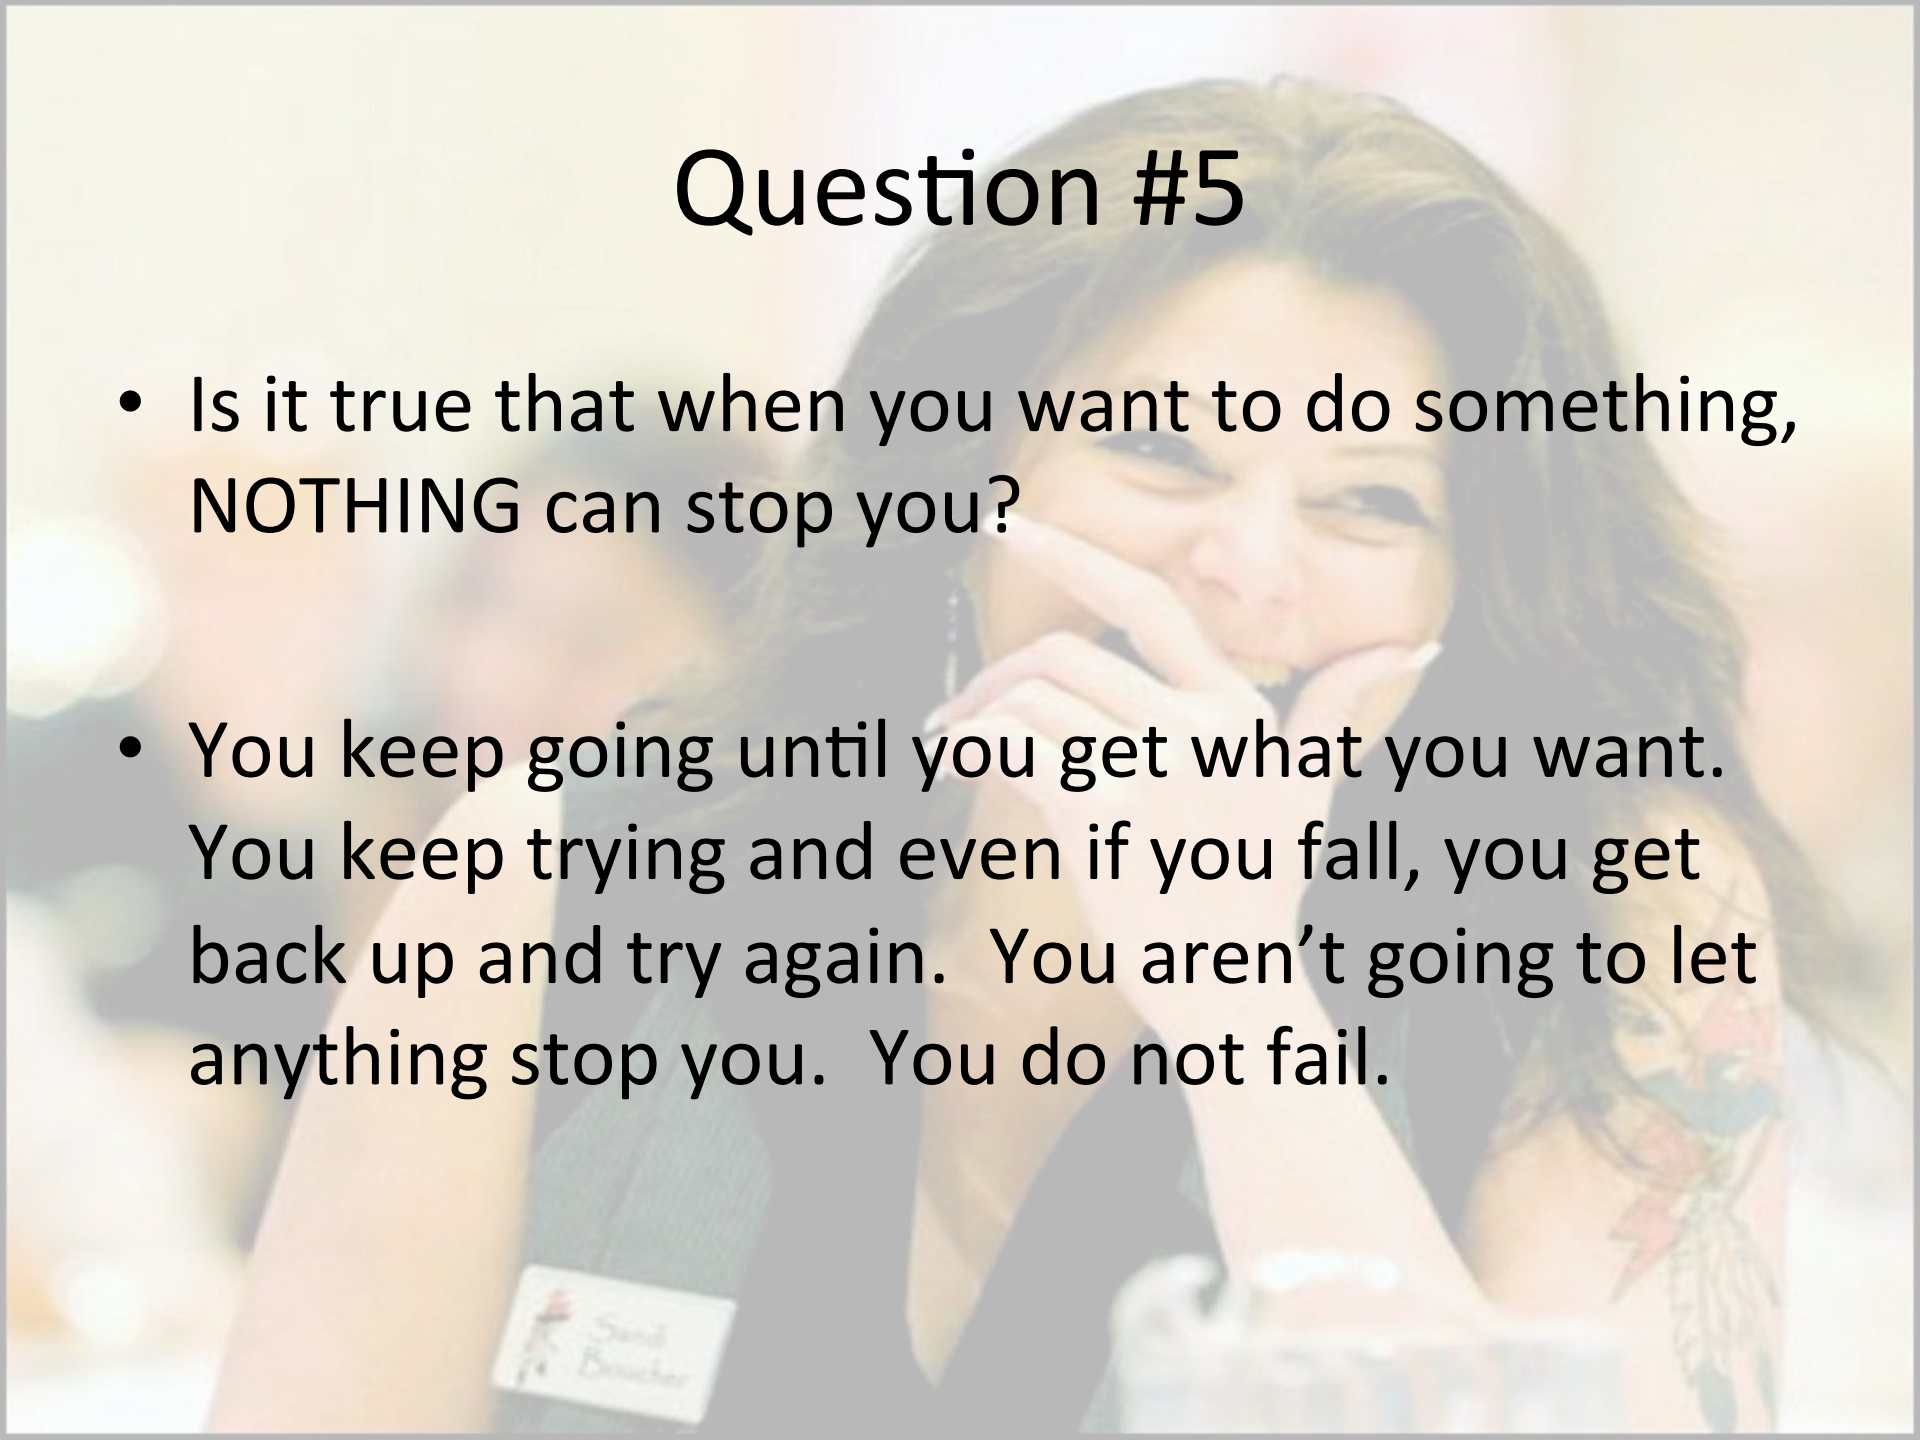 Question #5
• Is it true that when you want to do something,
NOTHING can stop you?
• You keep going until you get what you want.
You keep trying and even if you fall, you get
back up and try again.  You aren’t going to let
anything stop you.  You do not fail.
Sandi
Boucher